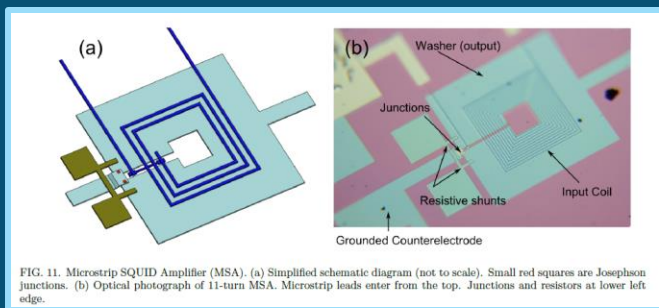 (a)
(b)
Washer (output)
Junctions
Resistive shunts
Input Coil
Grounded Counterelectrode
FIG. 11. Microstrip SQUID Amplifier (MSA). (a) Simplified schematic diagram (not to scale). Small red squares are Josephson
junctions. (b) Optical photograph of 11-turn MSA. Microstrip leads enter from the top. Junctions and resistors at lower left
edge.